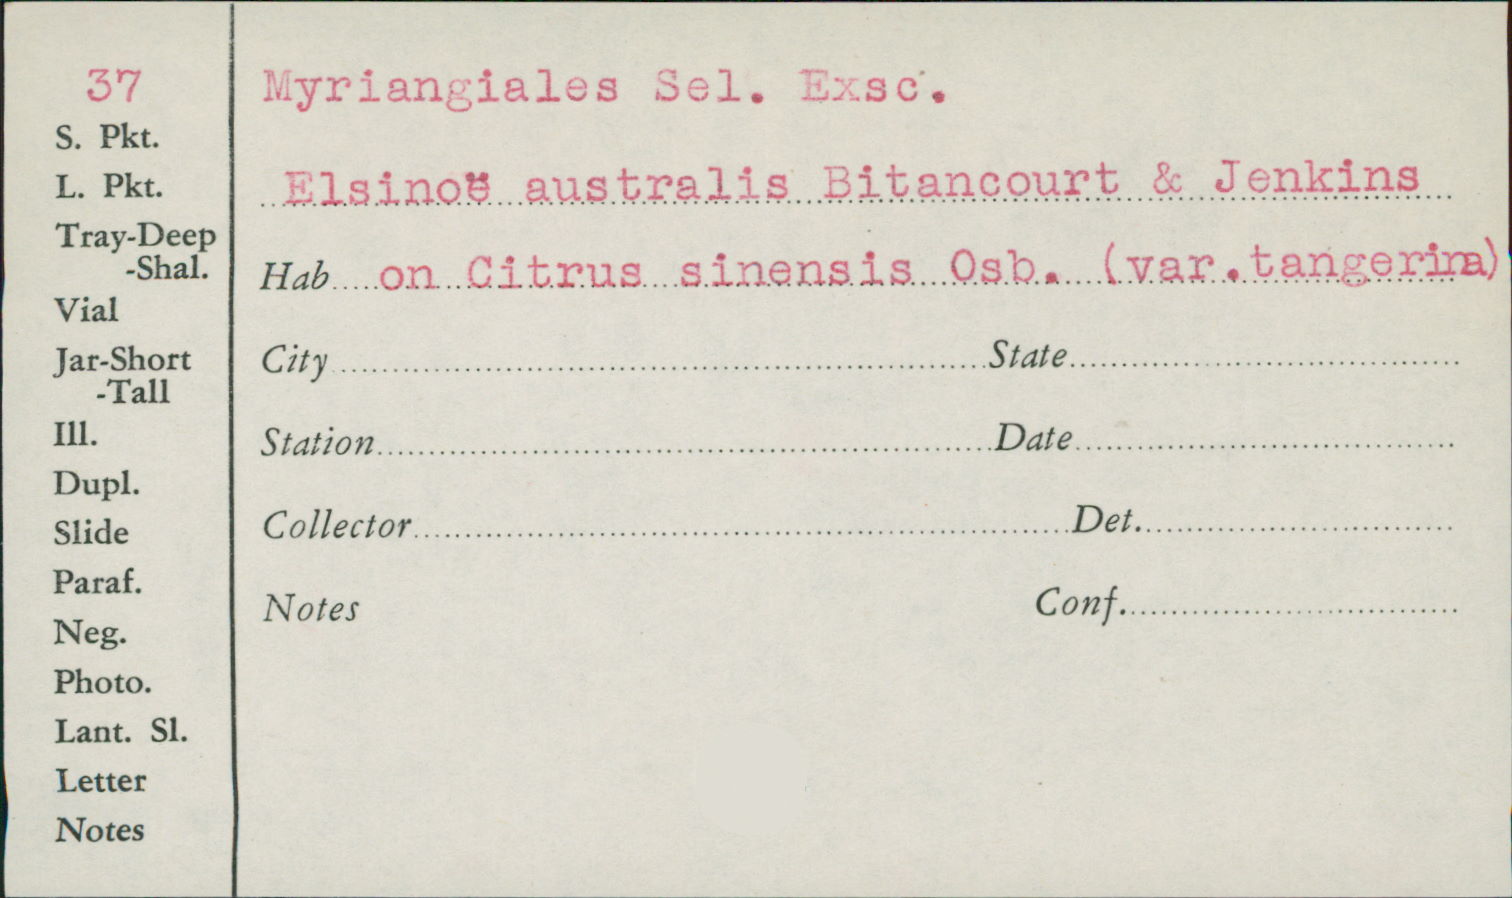 37
S. Pkt.
L. Pkt.
Tray-Deep
-Shal.
Vial
Jar-Short
-Tall
Ill.
Dupl.
Slide
Paraf.
Neg.
Photo.
Lant. Sl.
Letter
Notes
Myriangiales Sel. Exsc.
Elsinoë australis Bitancourt & Jenkins
Hab on Citrus sinensis Osb. (var.tangerina)
City State
Station Date
Collector Det.
Notes Conf.